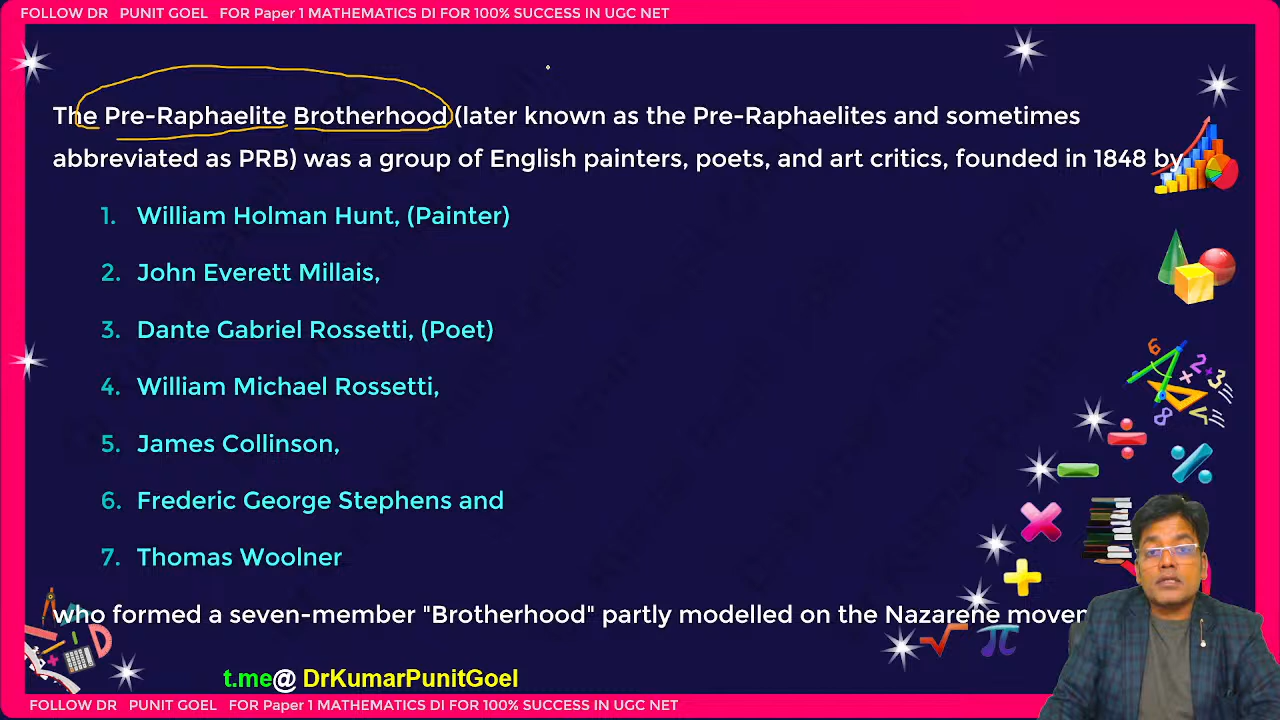 FOLLOW DR PUNIT GOEL FOR Paper 1 MATHEMATICS DI FOR 100% SUCCESS IN UGC NET
The Pre-Raphaelite Brotherhood (later known as the Pre-Raphaelites and sometimes
abbreviated as PRB) was a group of English painters, poets, and art critics, founded in 1848 by
1. William Holman Hunt, (Painter)
2. John Everett Millais,
3. Dante Gabriel Rossetti, (Poet)
4. William Michael Rossetti,
5. James Collinson,
6. Frederic George Stephens and
7. Thomas Woolner
who formed a seven-member "Brotherhood" partly modelled on the Nazarene
t.me@ DrKumarPunitGoel
FOLLOW DR PUNIT GOEL FOR Paper 1 MATHEMATICS DI FOR 100% SUCCESS IN UGC NET